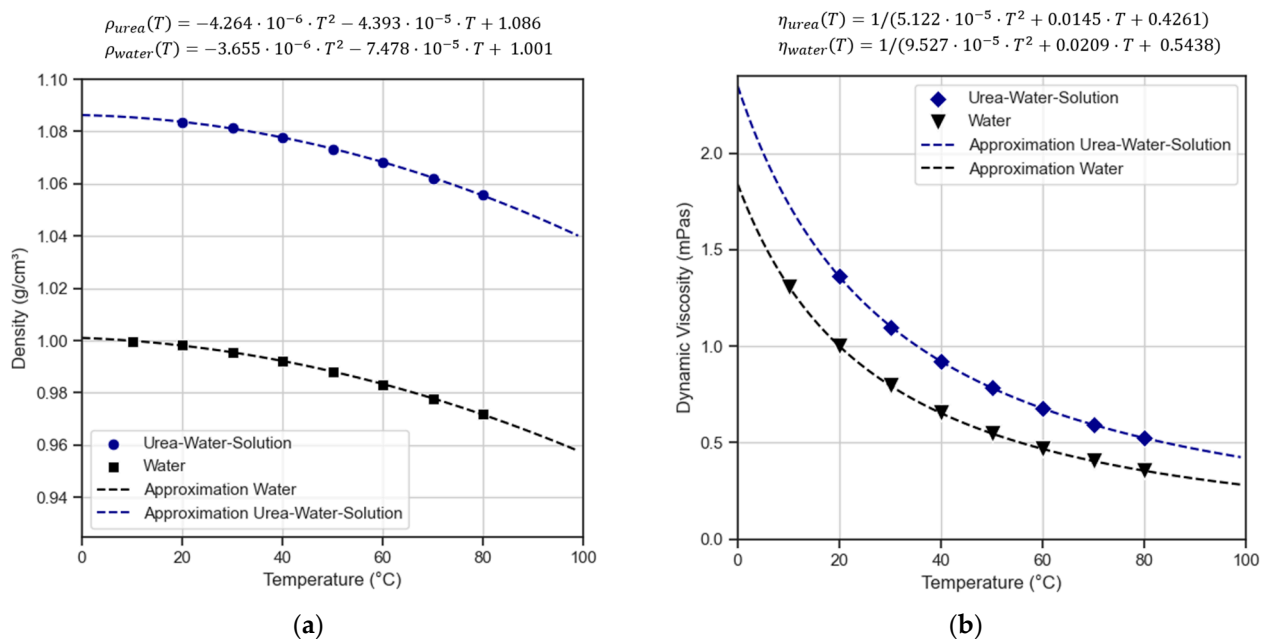 ρ_urea(T) = −4.264 · 10⁻⁶ · T² − 4.393 · 10⁻⁵ · T + 1.086
ρ_water(T) = −3.655 · 10⁻⁶ · T² − 7.478 · 10⁻⁵ · T + 1.001
1.10
1.08
1.06
1.04
1.02
1.00
0.98
0.96
0.94
Density (g/cm³)
Urea-Water-Solution
Water
Approximation Water
Approximation Urea-Water-Solution
0 20 40 60 80 100
Temperature (°C)
(a)
η_urea(T) = 1/(5.122 · 10⁻⁵ · T² + 0.0145 · T + 0.4261)
η_water(T) = 1/(9.527 · 10⁻⁵ · T² + 0.0209 · T + 0.5438)
Urea-Water-Solution
Water
Approximation Urea-Water-Solution
Approximation Water
2.0
1.5
1.0
0.5
0.0
Dynamic Viscosity (mPas)
0 20 40 60 80 100
Temperature (°C)
(b)